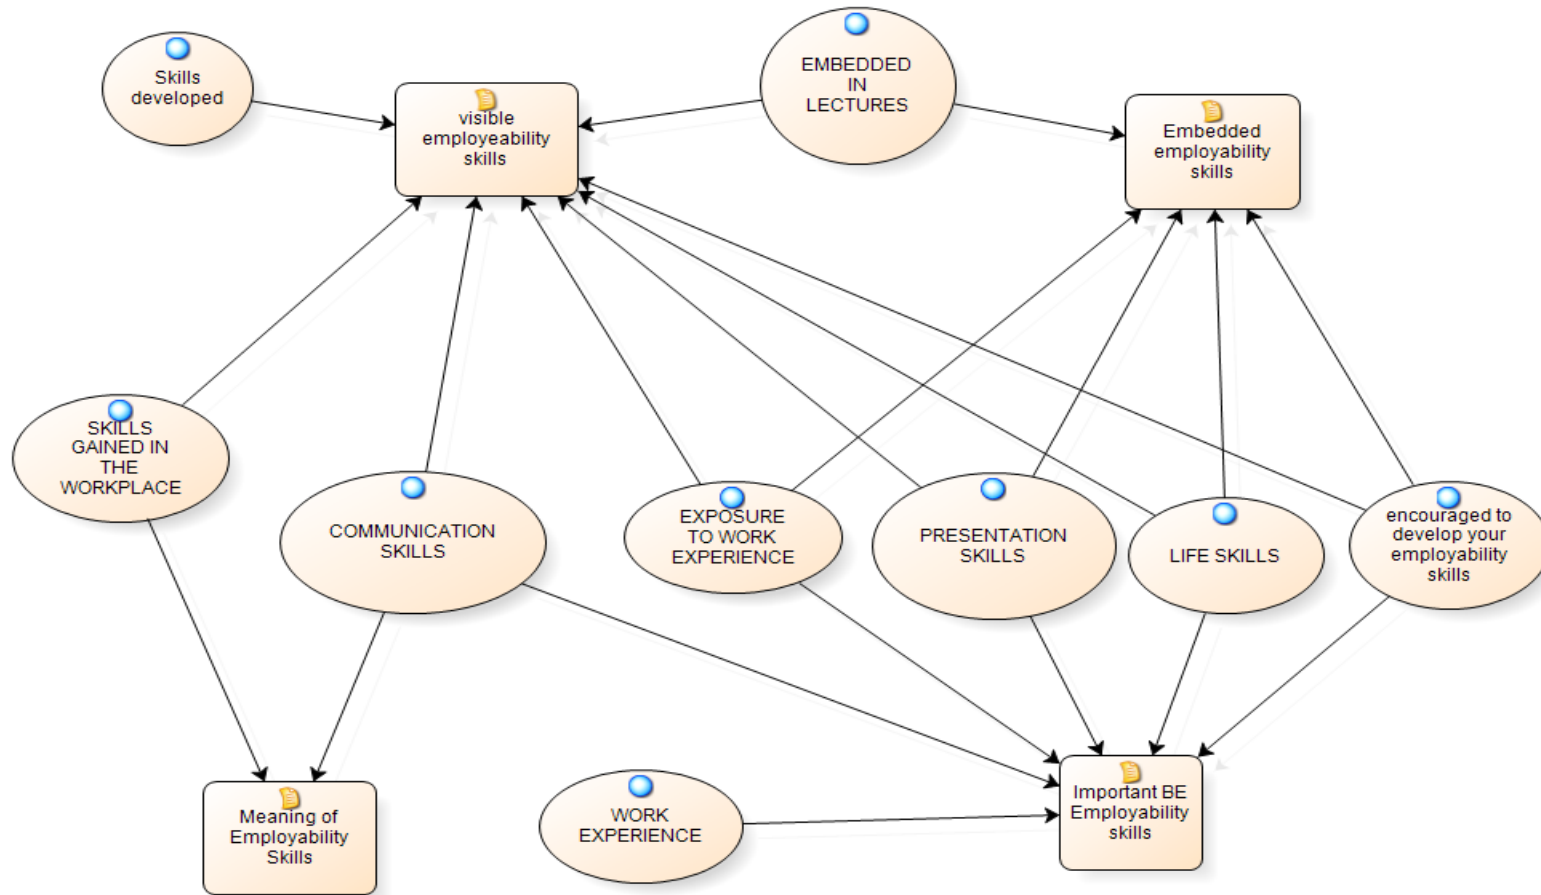 Skills
developed
visible
employeability
skills
EMBEDDED
IN
LECTURES
Embedded
employability
skills
SKILLS
GAINED IN
THE
WORKPLACE
COMMUNICATION
SKILLS
EXPOSURE
TO WORK
EXPERIENCE
PRESENTATION
SKILLS
LIFE SKILLS
encouraged to
develop your
employability
skills
Meaning of
Employability
Skills
WORK
EXPERIENCE
Important BE
Employability
skills